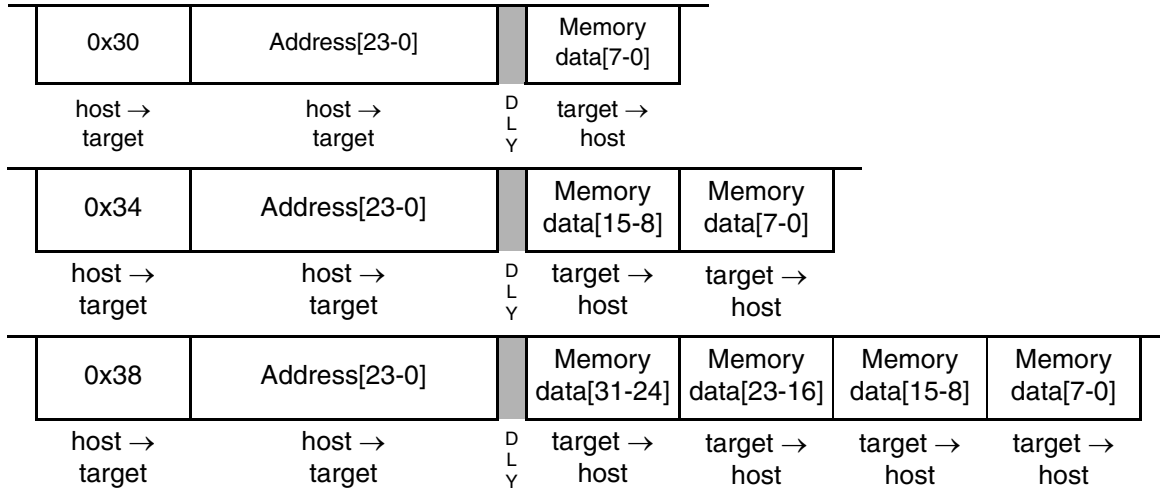 0x30 Address[23-0] Memory
data[7-0]
host → host → D target →
target target L host
Y
0x34 Address[23-0] Memory Memory
data[15-8] data[7-0]
host → host → D target → target →
target target L host host
Y
0x38 Address[23-0] Memory Memory Memory Memory
data[31-24] data[23-16] data[15-8] data[7-0]
host → host → D target → target → target → target →
target target L host host host host
Y